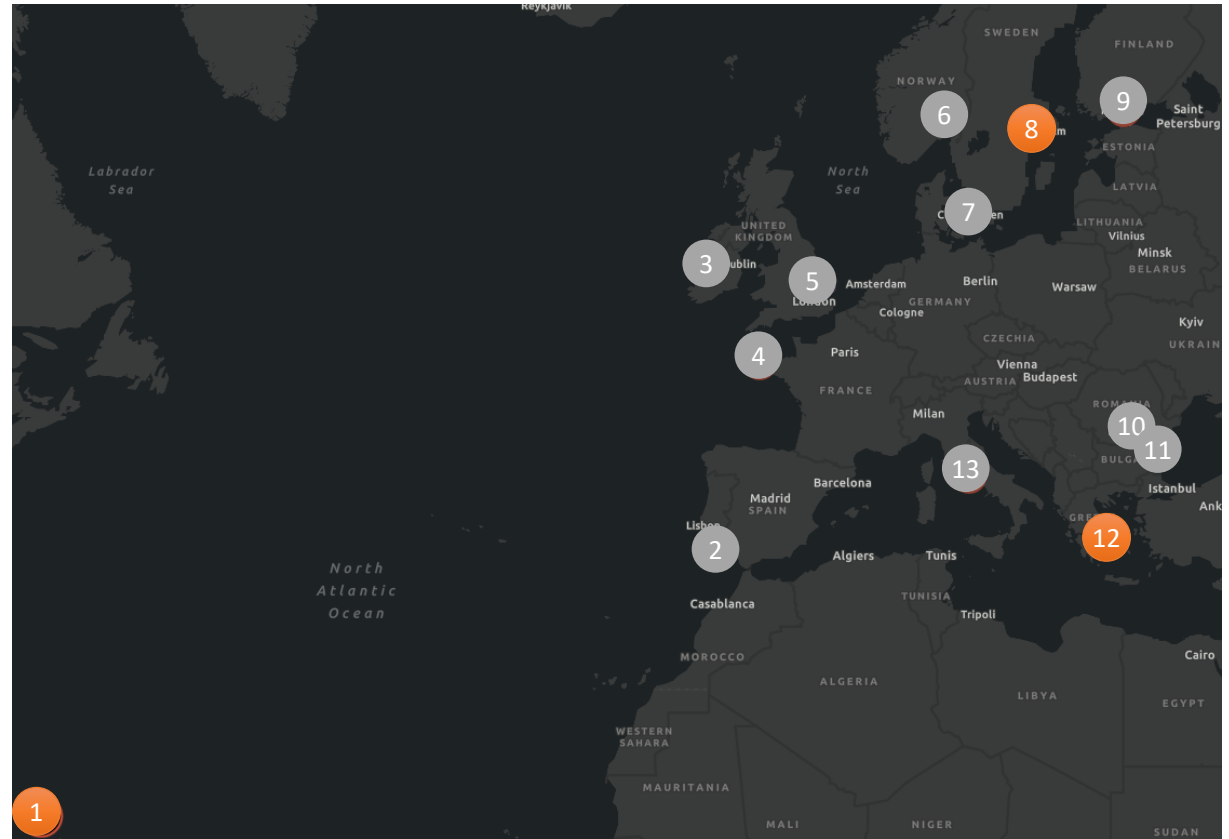 Reykjavik
SWEDEN
FINLAND
NORWAY
9
6
Saint
Petersburg
8
ESTONIA
Labrador
Sea
North
Sea
LATVIA
7
LITHUANIA
UNITED
KINGDOM
Vilnius
Minsk
BELARUS
3
5
Amsterdam
Berlin
Warsaw
London
GERMANY
Cologne
Kyiv
UKRAIN
CZECHIA
4
Paris
Vienna
Budapest
AUSTRIA
FRANCE
ROMANIA
Milan
10
11
13
Barcelona
Istanbul
Madrid
SPAIN
Ank
12
2
Algiers
Tunis
North
Atlantic
Ocean
TUNISIA
Casablanca
Tripoli
MOROCCO
Cairo
ALGERIA
LIBYA
EGYPT
WESTERN
SAHARA
MAURITANIA
1
MALI
NIGER
SUDAN